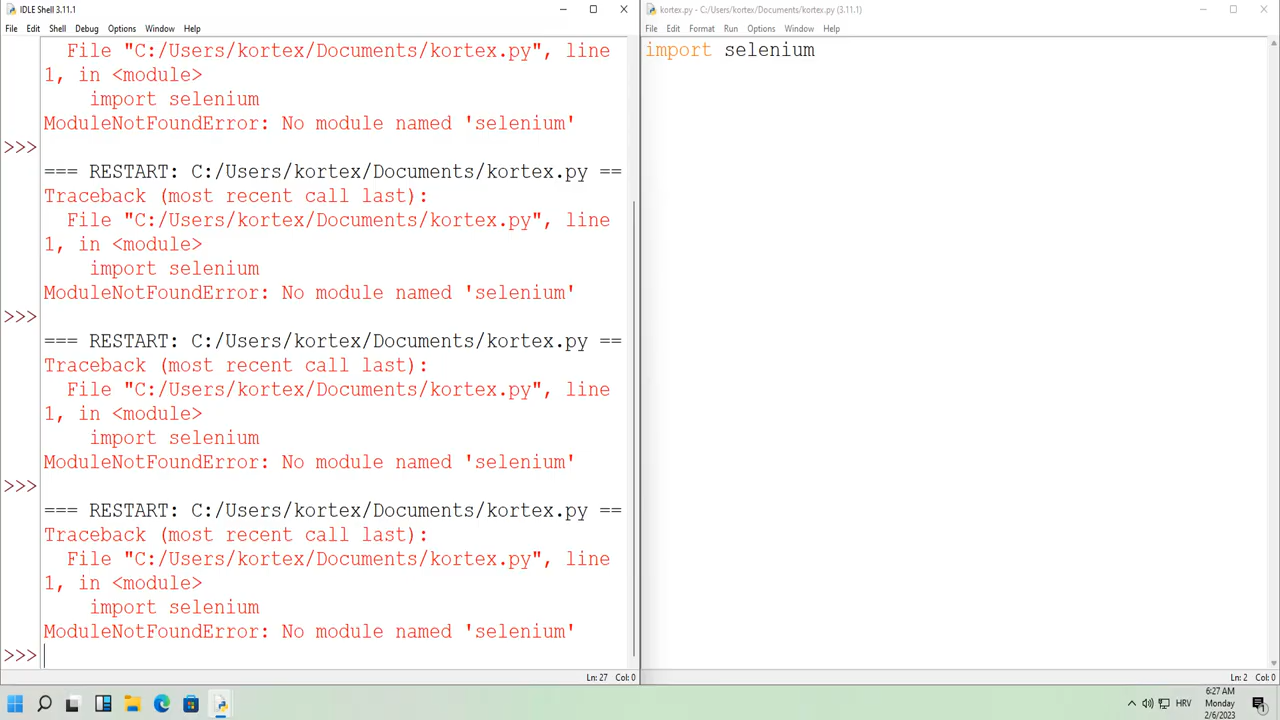 IDLE Shell 3.11.1
File Edit Shell Debug Options Window Help
File "C:/Users/kortex/Documents/kortex.py", line
1, in <module>
import selenium
ModuleNotFoundError: No module named 'selenium'
>>>
=== RESTART: C:/Users/kortex/Documents/kortex.py ==
Traceback (most recent call last):
File "C:/Users/kortex/Documents/kortex.py", line
1, in <module>
import selenium
ModuleNotFoundError: No module named 'selenium'
>>>
=== RESTART: C:/Users/kortex/Documents/kortex.py ==
Traceback (most recent call last):
File "C:/Users/kortex/Documents/kortex.py", line
1, in <module>
import selenium
ModuleNotFoundError: No module named 'selenium'
>>>
=== RESTART: C:/Users/kortex/Documents/kortex.py ==
Traceback (most recent call last):
File "C:/Users/kortex/Documents/kortex.py", line
1, in <module>
import selenium
ModuleNotFoundError: No module named 'selenium'
>>>
Ln: 27 Col: 0
kortex.py - C:/Users/kortex/Documents/kortex.py (3.11.1)
File Edit Format Run Options Window Help
import selenium
Ln: 2 Col: 0
HRV
6:27 AM
Monday
2/6/2023
1